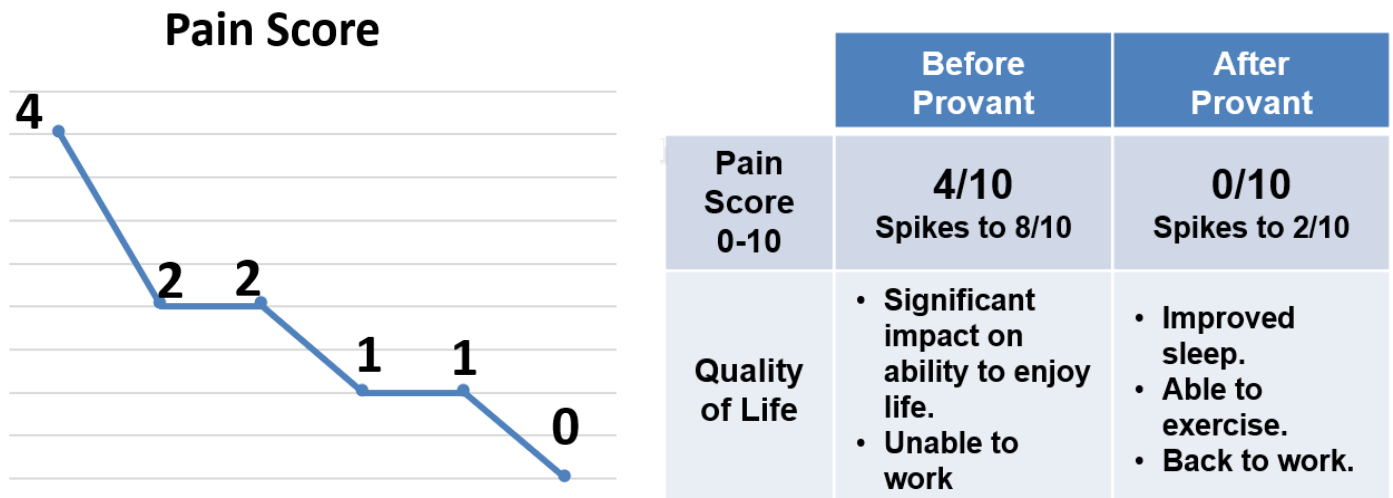 Pain Score
4
2
2
1
1
0
Before
Provant
After
Provant
Pain
Score
0-10
4/10
Spikes to 8/10
0/10
Spikes to 2/10
Quality
of Life
• Significant
impact on
ability to enjoy
life.
• Unable to
work
• Improved
sleep.
• Able to
exercise.
• Back to work.